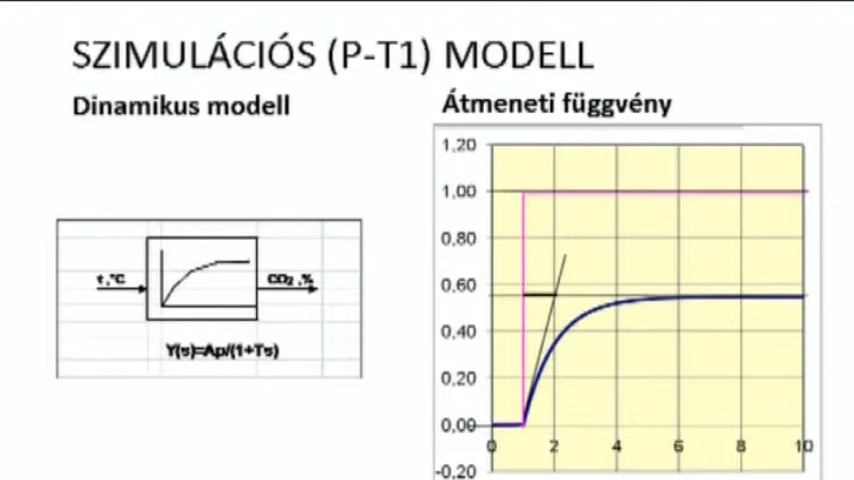 SZIMULÁCIÓS (P-T1) MODELL
Dinamikus modell
Átmeneti függvény
t ,°C
CO₂ ,%
Y(s)=Ap/(1+Ts)
1,20
1,00
0,80
0,60
0,40
0,20
0,00
0 2 4 6 8 10
-0,20